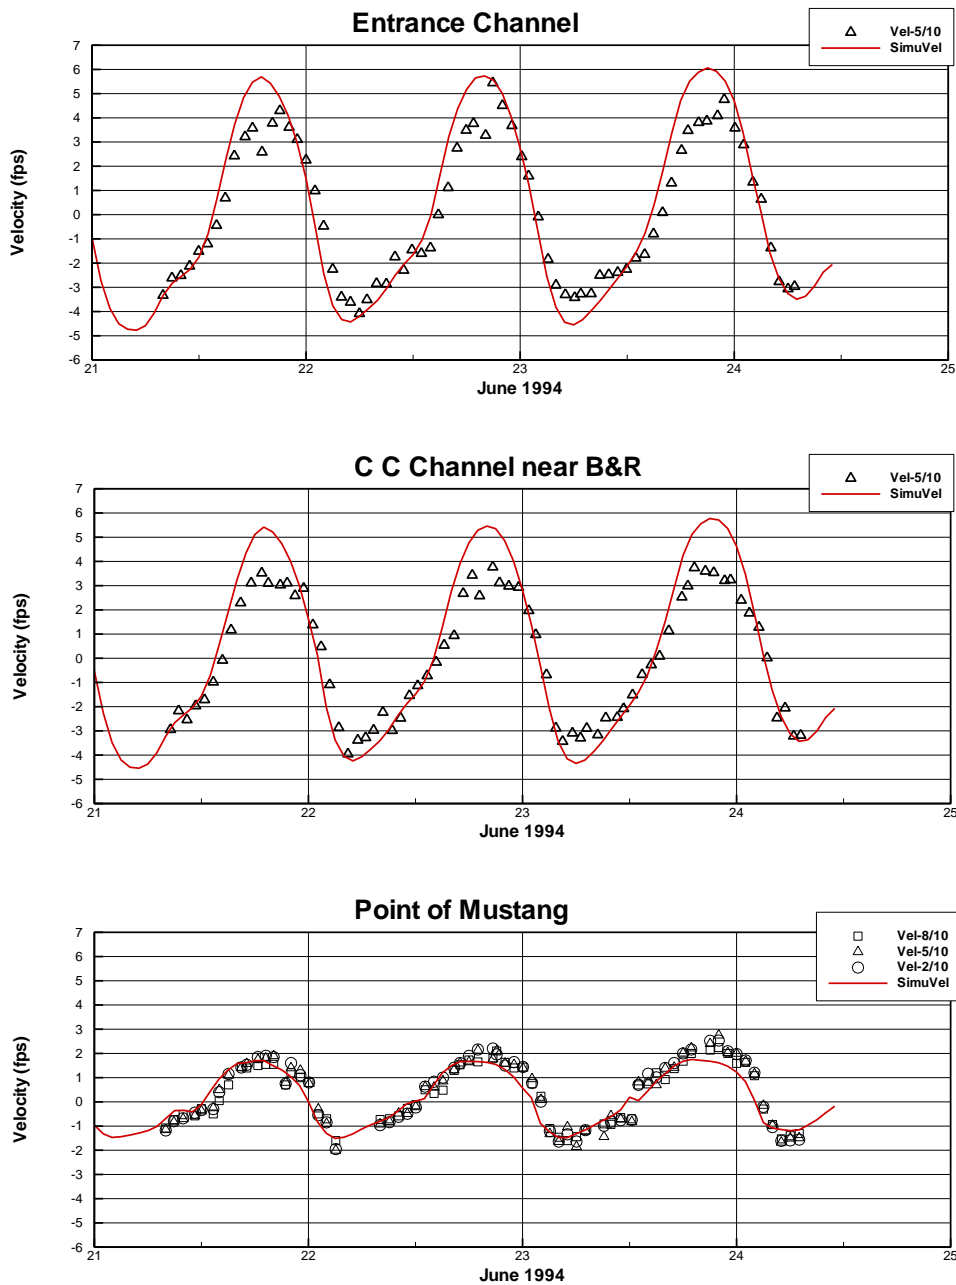 Entrance Channel
Vel-5/10
SimuVel
7
6
5
4
3
2
1
0
-1
-2
-3
-4
-5
-6
Velocity (fps)
21 22 23 24 25
June 1994
C C Channel near B&R
Vel-5/10
SimuVel
7
6
5
4
3
2
1
0
-1
-2
-3
-4
-5
-6
Velocity (fps)
21 22 23 24 25
June 1994
Point of Mustang
Vel-8/10
Vel-5/10
Vel-2/10
SimuVel
7
6
5
4
3
2
1
0
-1
-2
-3
-4
-5
-6
Velocity (fps)
21 22 23 24 25
June 1994